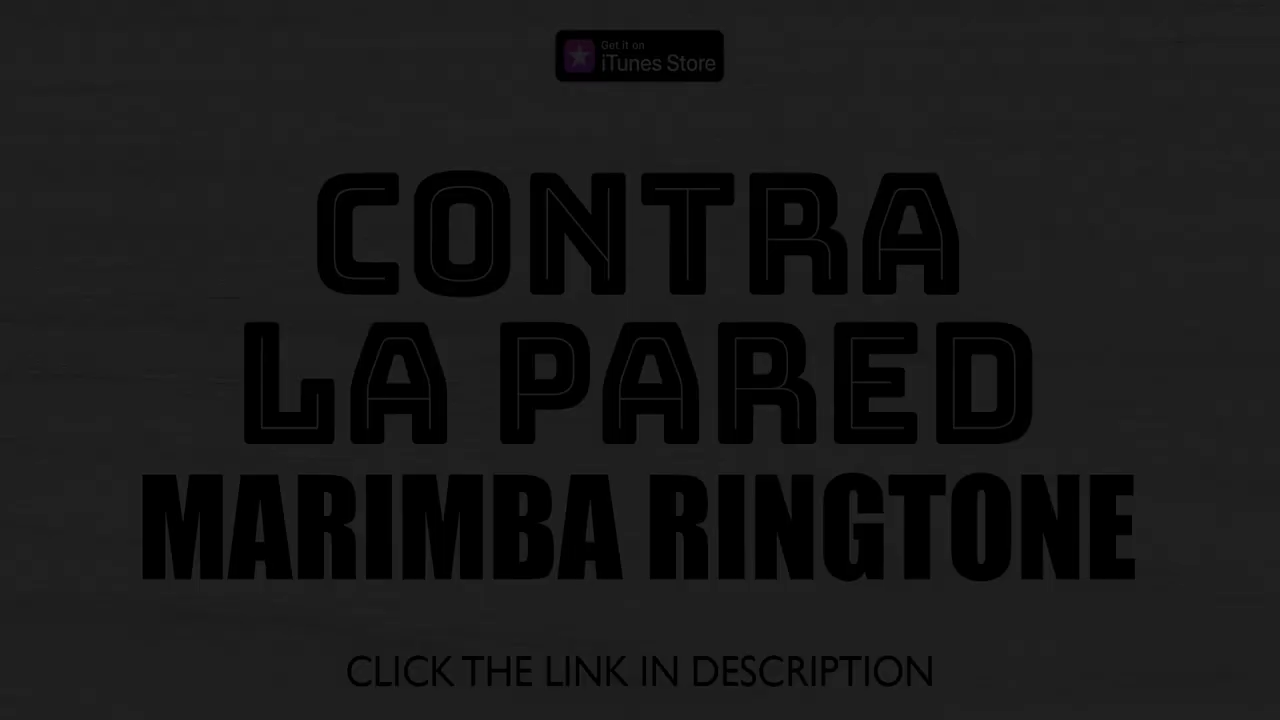 Get it on
iTunes Store
CONTRA
LA PARED
MARIMBA RINGTONE
CLICK THE LINK IN DESCRIPTION